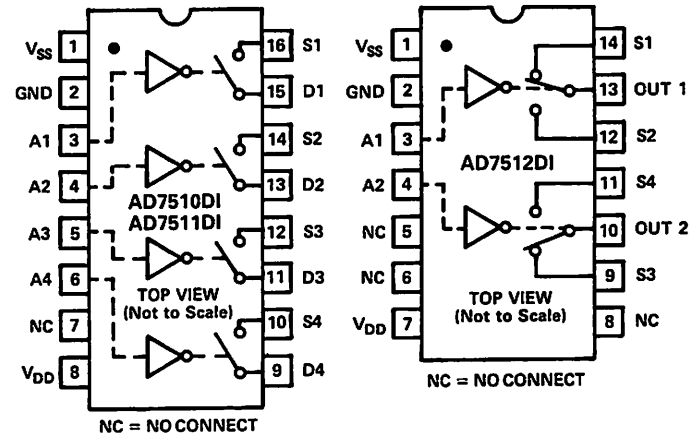 VSS 1 16 S1
GND 2 15 D1
A1 3 14 S2
A2 4 13 D2
AD7510DI
AD7511DI
A3 5 12 S3
A4 6 11 D3
TOP VIEW
(Not to Scale)
NC 7 10 S4
VDD 8 9 D4
NC = NO CONNECT
VSS 1 14 S1
GND 2 13 OUT 1
A1 3 12 S2
AD7512DI
A2 4 11 S4
NC 5 10 OUT 2
NC 6 9 S3
TOP VIEW
(Not to Scale)
VDD 7 8 NC
NC = NO CONNECT